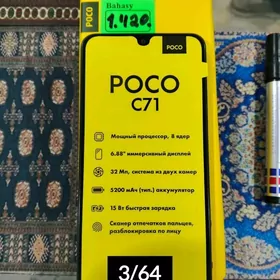 Bahasy
1.420
POCO
POCO
POCO
C71
Мощный процессор, 8 ядер
6.88" иммерсивный дисплей
32 Мп, система из двух камер
5200 мАч (тип.) аккумулятор
15 Вт быстрая зарядка
Сканер отпечатков пальцев,
разблокировка по лицу
3/64